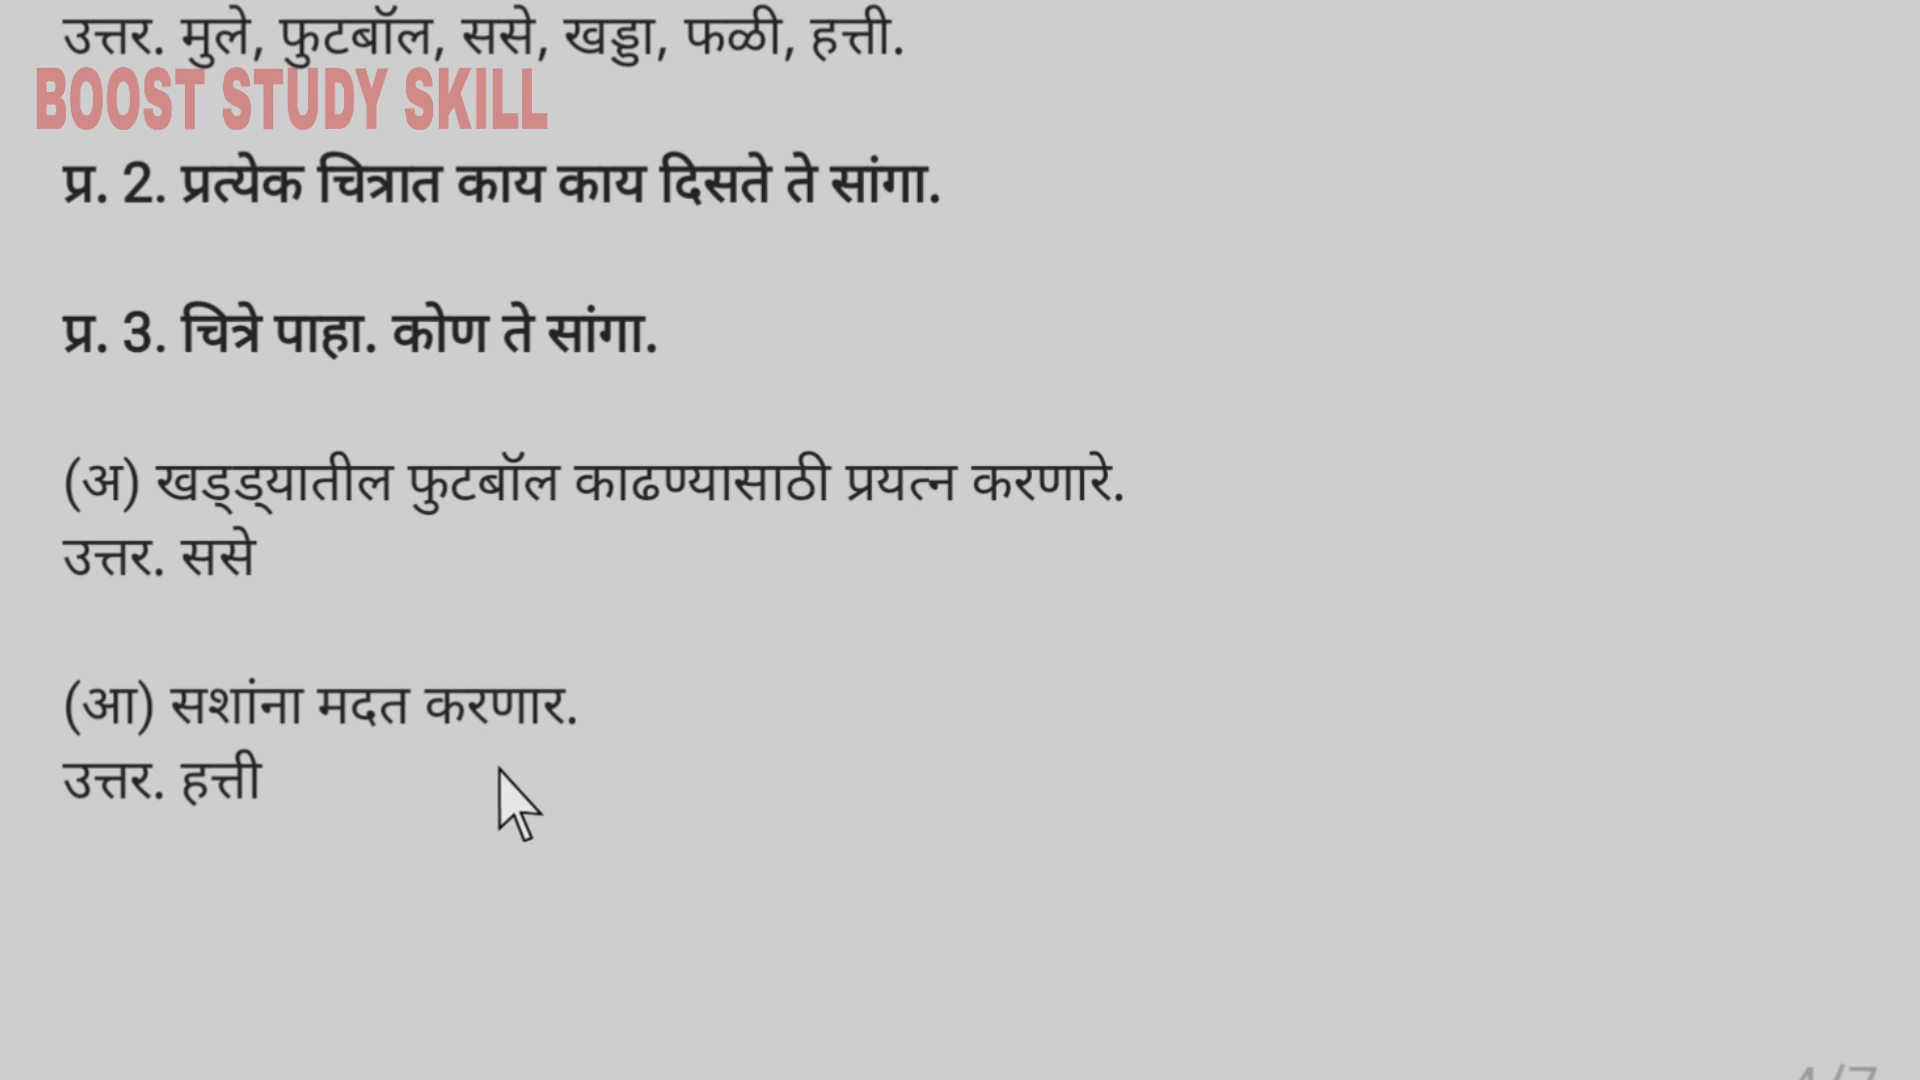 उत्तर. मुले, फुटबॉल, ससे, खड्डा, फळी, हत्ती.
BOOST STUDY SKILL
प्र. 2. प्रत्येक चित्रात काय काय दिसते ते सांगा.
प्र. 3. चित्रे पाहा. कोण ते सांगा.
(अ) खड्ड्यातील फुटबॉल काढण्यासाठी प्रयत्न करणारे.
उत्तर. ससे
(आ) सशांना मदत करणार.
उत्तर. हत्ती